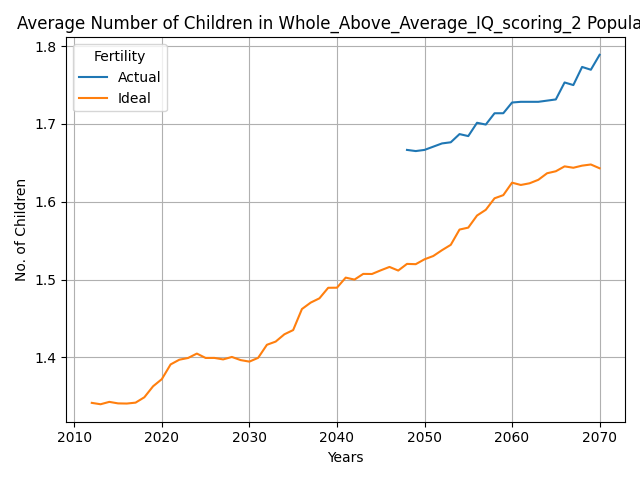 Average Number of Children in Whole_Above_Average_IQ_scoring_2 Popula
Fertility
Actual
Ideal
1.8
1.7
1.6
1.5
1.4
No. of Children
2010 2020 2030 2040 2050 2060 2070
Years